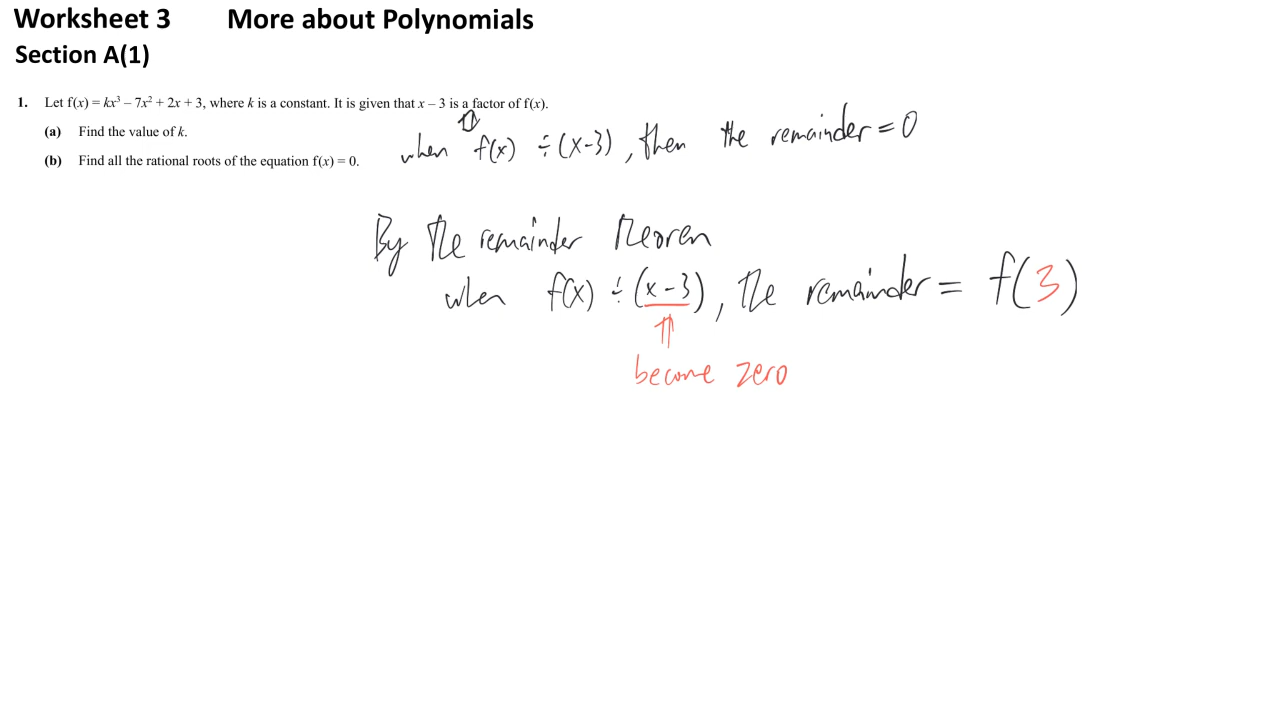 Worksheet 3 More about Polynomials
Section A(1)
1. Let f(x) = kx³ – 7x² + 2x + 3, where k is a constant. It is given that x – 3 is a factor of f(x).
(a) Find the value of k.
(b) Find all the rational roots of the equation f(x) = 0.
when f(x) ÷ (x-3), then the remainder = 0
By the remainder theoren
when f(x) ÷ (x-3), the remainder = f(3)
⇑
become zero